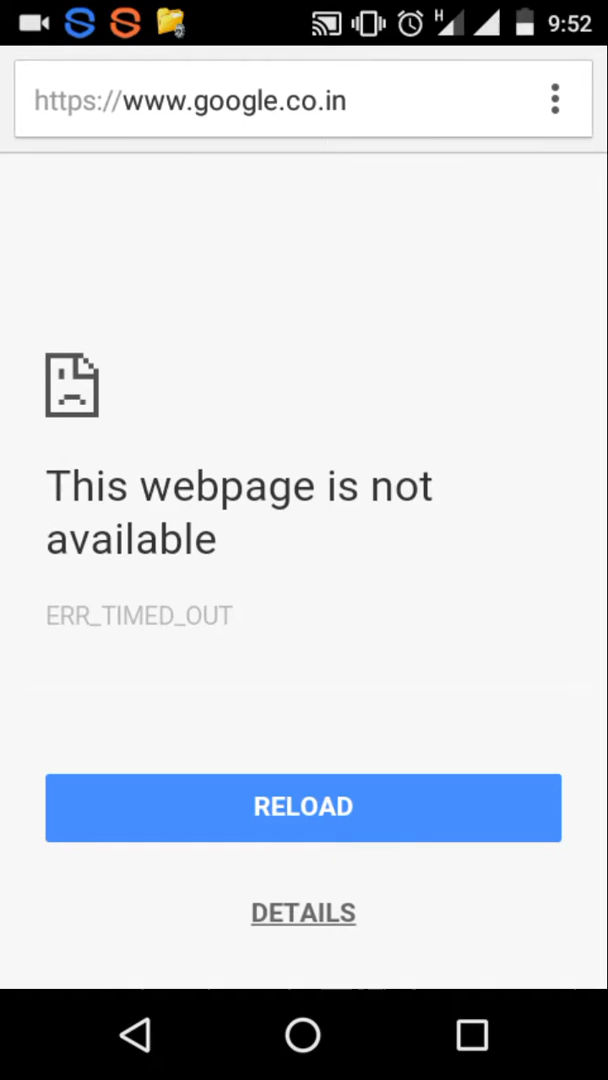 H 9:52
https://www.google.co.in
This webpage is not
available
ERR_TIMED_OUT
RELOAD
DETAILS